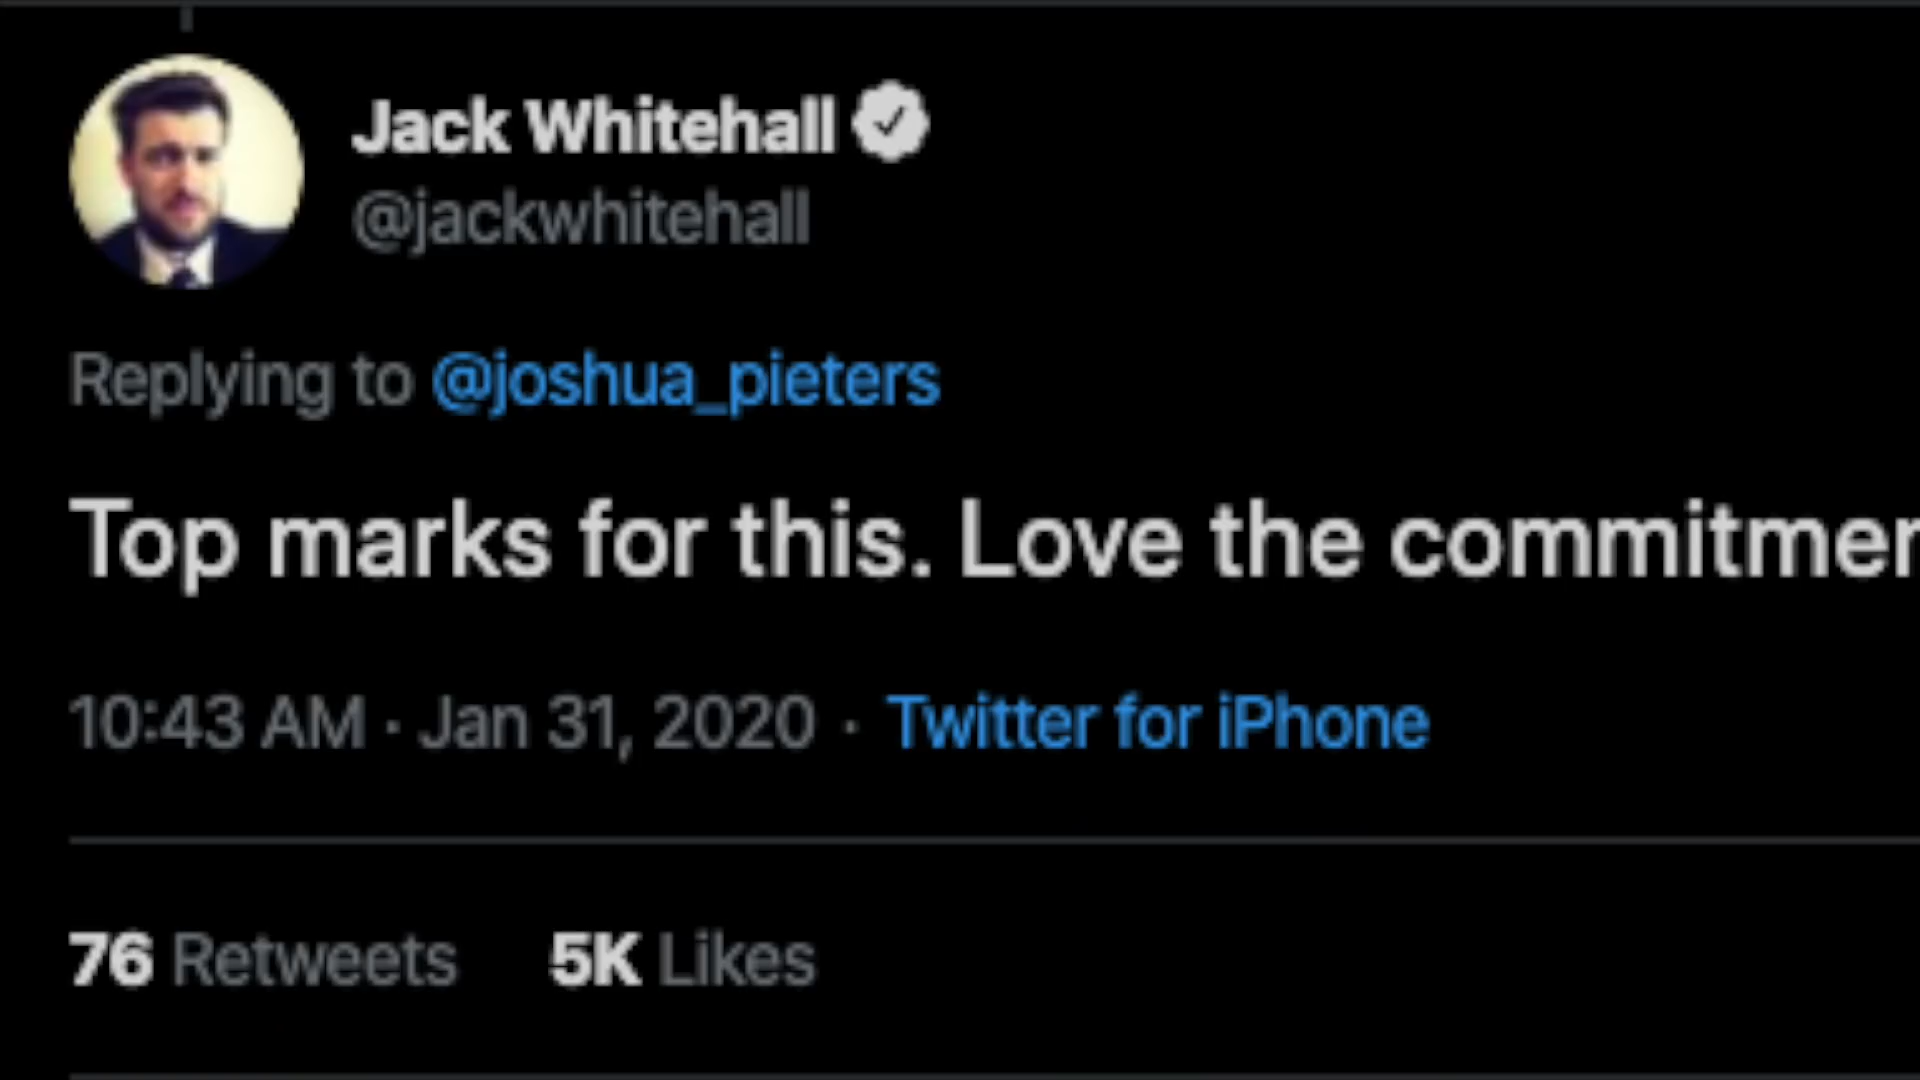 Jack Whitehall
@jackwhitehall
Replying to @joshua_pieters
Top marks for this. Love the
10:43 AM · Jan 31, 2020 · Twitter for iPhone
76 Retweets 5K Likes